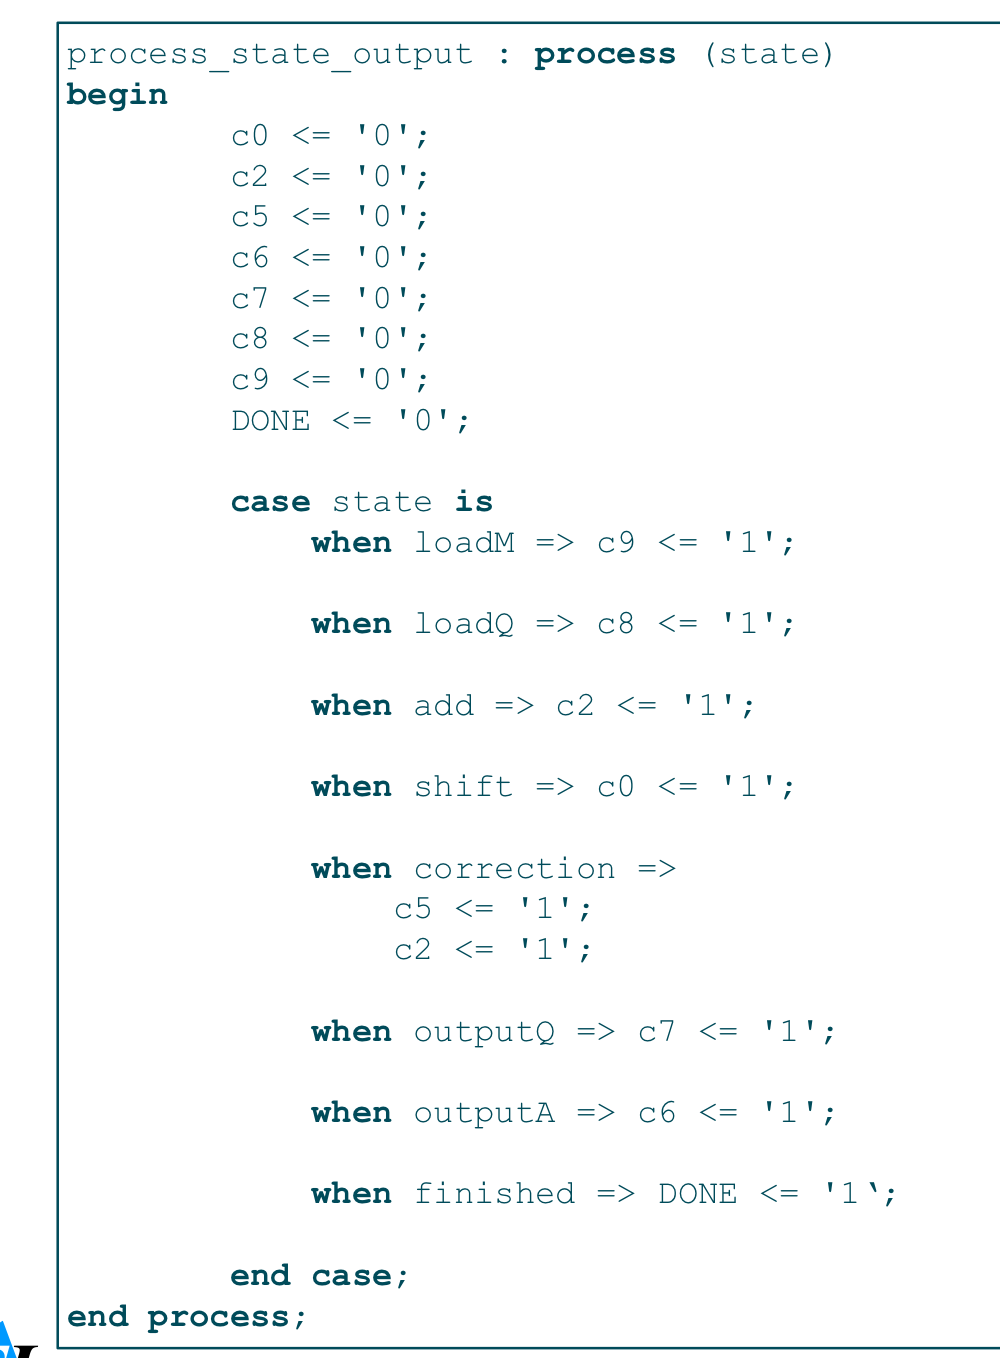 process_state_output : process (state)
begin
c0 <= '0';
c2 <= '0';
c5 <= '0';
c6 <= '0';
c7 <= '0';
c8 <= '0';
c9 <= '0';
DONE <= '0';
case state is
when loadM => c9 <= '1';
when loadQ => c8 <= '1';
when add => c2 <= '1';
when shift => c0 <= '1';
when correction =>
c5 <= '1';
c2 <= '1';
when outputQ => c7 <= '1';
when outputA => c6 <= '1';
when finished => DONE <= '1‘;
end case;
end process;